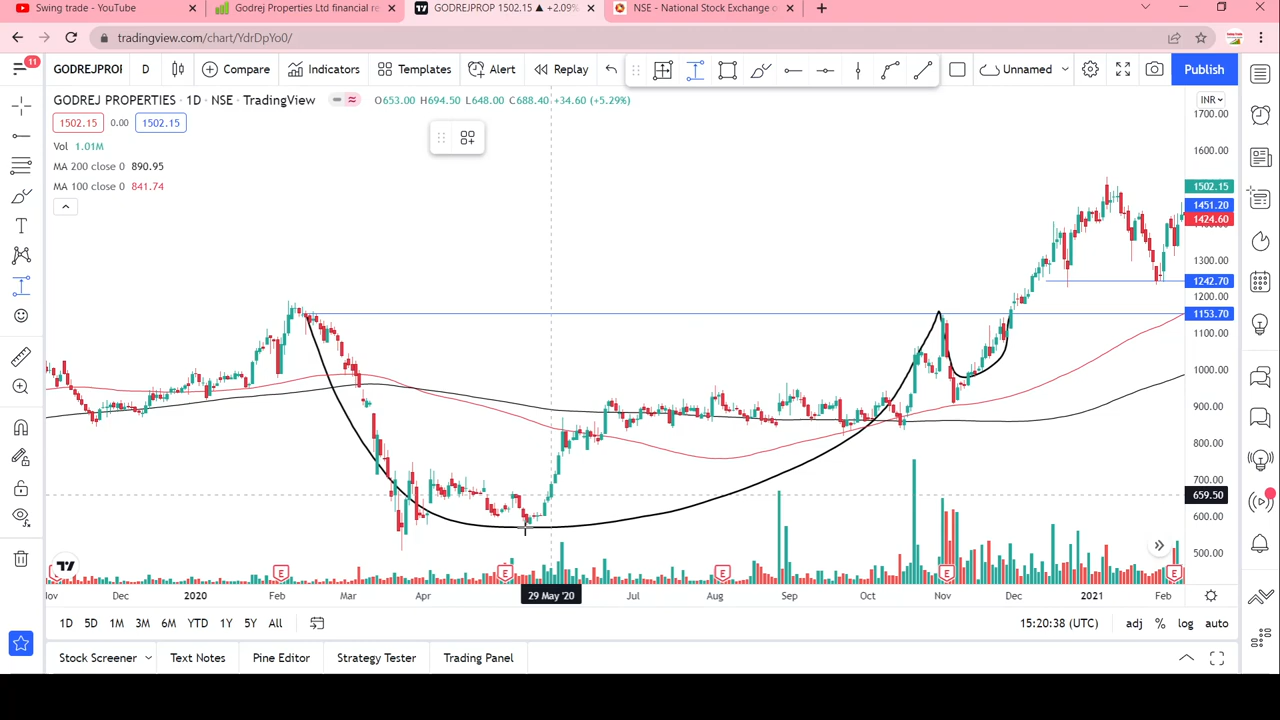 Swing trade - YouTube
Godrej Properties Ltd financial re
GODREJPROP 1502.15 ▲ +2.09%
NSE - National Stock Exchange o
tradingview.com/chart/YdrDpYo0/
11
GODREJPROI
D
Compare
Indicators
Templates
Alert
Replay
Unnamed
Publish
GODREJ PROPERTIES · 1D · NSE · TradingView
O653.00 H694.50 L648.00 C688.40 +34.60 (+5.29%)
INR
1502.15
0.00
1502.15
Vol 1.01M
MA 200 close 0 890.95
MA 100 close 0 841.74
1700.00
1600.00
1502.15
1451.20
1424.60
1300.00
1242.70
1200.00
1153.70
1100.00
1000.00
900.00
800.00
700.00
659.50
600.00
500.00
E
E
E
E
E
Dec
2020
Feb
Mar
Apr
29 May '20
Jul
Aug
Sep
Oct
Nov
Dec
2021
Feb
1D
5D
1M
3M
6M
YTD
1Y
5Y
All
15:20:38 (UTC)
adj
%
log
auto
Stock Screener
Text Notes
Pine Editor
Strategy Tester
Trading Panel